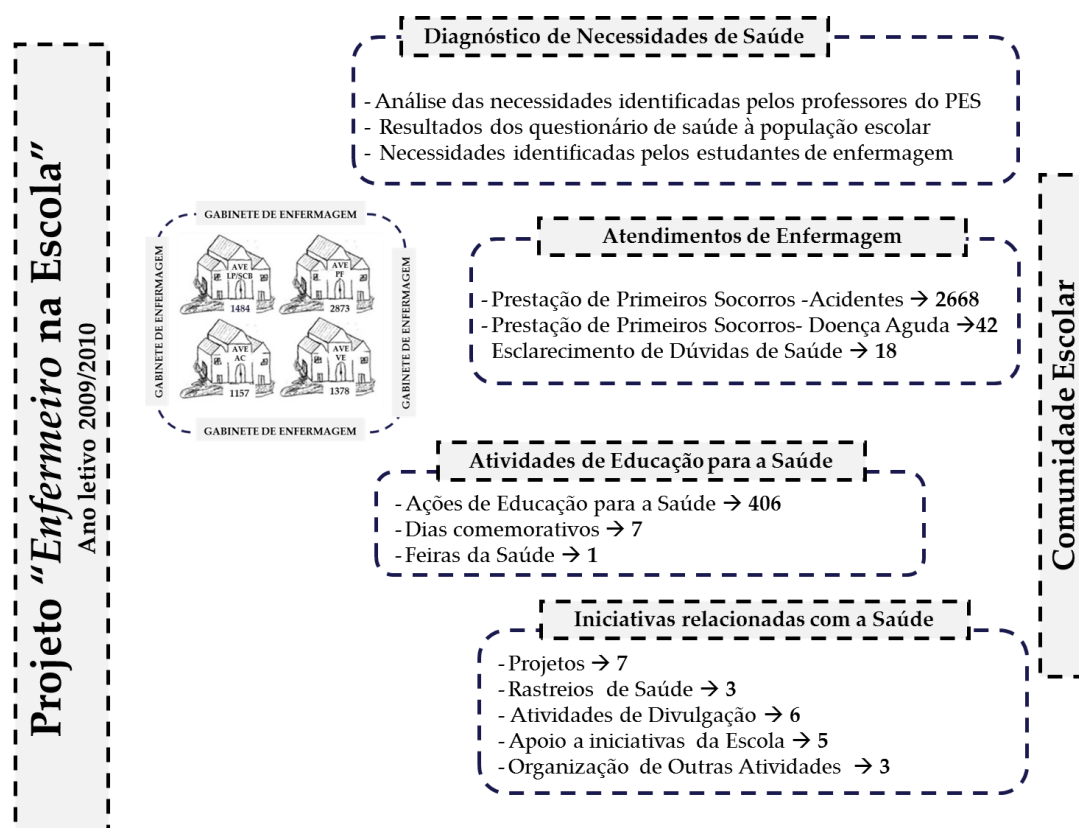 Projeto “Enfermeiro na Escola”
Ano letivo 2009/2010
Diagnóstico de Necessidades de Saúde
- Análise das necessidades identificadas pelos professores do PES
- Resultados dos questionário de saúde à população escolar
- Necessidades identificadas pelos estudantes de enfermagem
GABINETE DE ENFERMAGEM
GABINETE DE ENFERMAGEM
GABINETE DE ENFERMAGEM
GABINETE DE ENFERMAGEM
AVE
LP/SCB
1484
AVE
PF
2873
AVE
AC
1157
AVE
VE
1378
Atendimentos de Enfermagem
- Prestação de Primeiros Socorros -Acidentes → 2668
- Prestação de Primeiros Socorros- Doença Aguda →42
Esclarecimento de Dúvidas de Saúde → 18
Atividades de Educação para a Saúde
- Ações de Educação para a Saúde → 406
- Dias comemorativos → 7
- Feiras da Saúde → 1
Iniciativas relacionadas com a Saúde
- Projetos → 7
- Rastreios de Saúde → 3
- Atividades de Divulgação → 6
- Apoio a iniciativas da Escola → 5
- Organização de Outras Atividades → 3
Comunidade Escolar